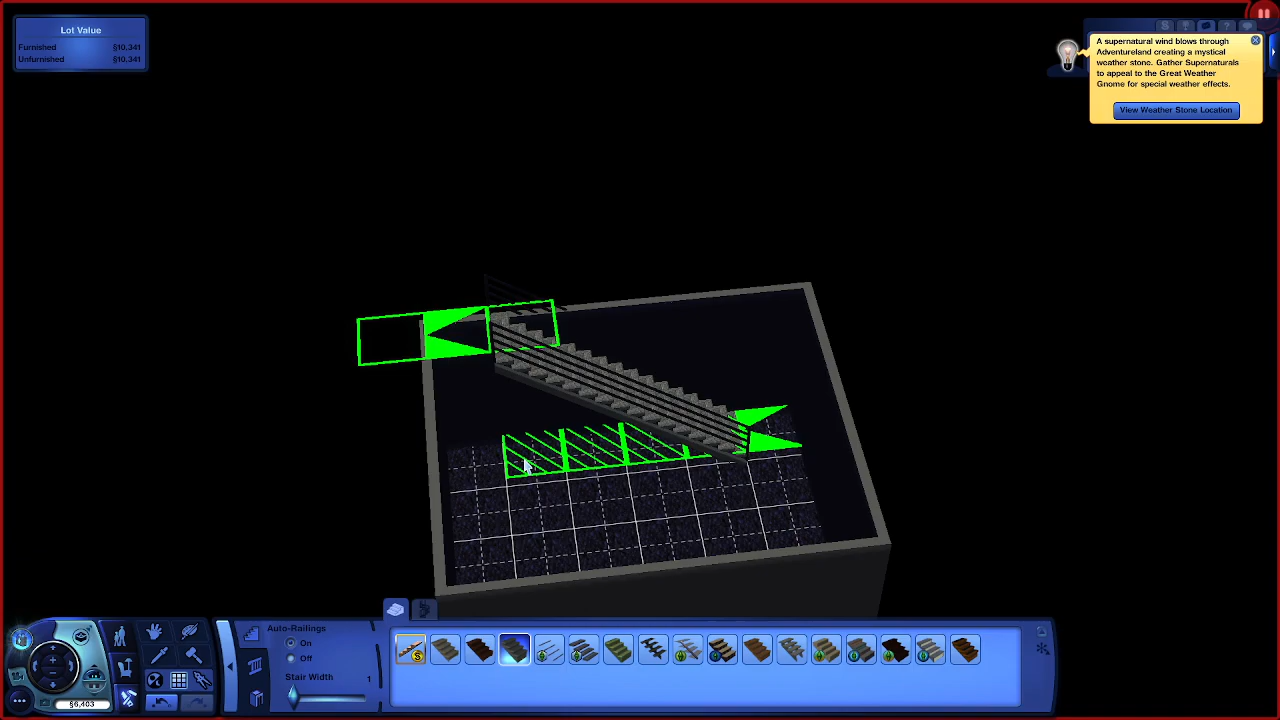 Lot Value
Furnished §10,341
Unfurnished §10,341
A supernatural wind blows through
Adventureland creating a mystical
weather stone. Gather Supernaturals
to appeal to the Great Weather
Gnome for special weather effects.
View Weather Stone Location
Auto-Railings
On
Off
Stair Width 1
§6,403